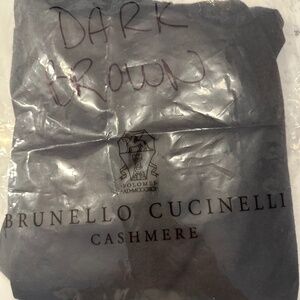 DARK
BROWN
SOLOMEO
BRUNELLO CUCINELLI
CASHMERE